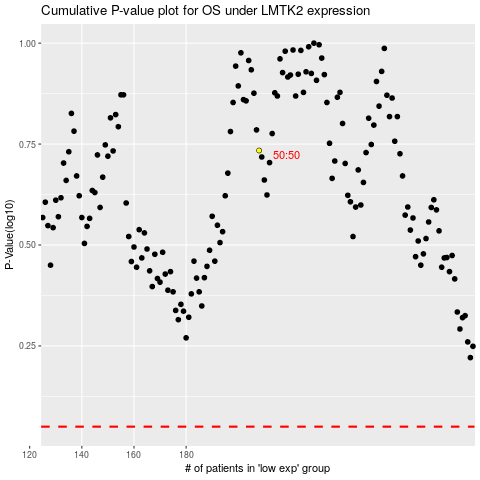 Cumulative P-value plot for OS under LMTK2 expression
P-Value(log10)
1.00
0.75
0.50
0.25
50:50
120 140 160 180
# of patients in 'low exp' group